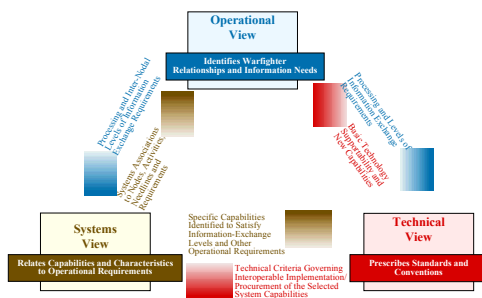 Operational
View
Identifies Warfighter
Relationships and Information Needs
Processing and Inter-Nodal
Levels of Information
Exchange Requirements
Systems Associations
to Nodes, Activities,
Needlines and
Requirements
Processing and Levels of
Information Exchange
Requirements
Basic Technology
Supportability and
New Capabilities
Systems
View
Relates Capabilities and Characteristics
to Operational Requirements
Specific Capabilities
Identified to Satisfy
Information-Exchange
Levels and Other
Operational Requirements
Technical Criteria Governing
Interoperable Implementation/
Procurement of the Selected
System Capabilities
Technical
View
Prescribes Standards and
Conventions